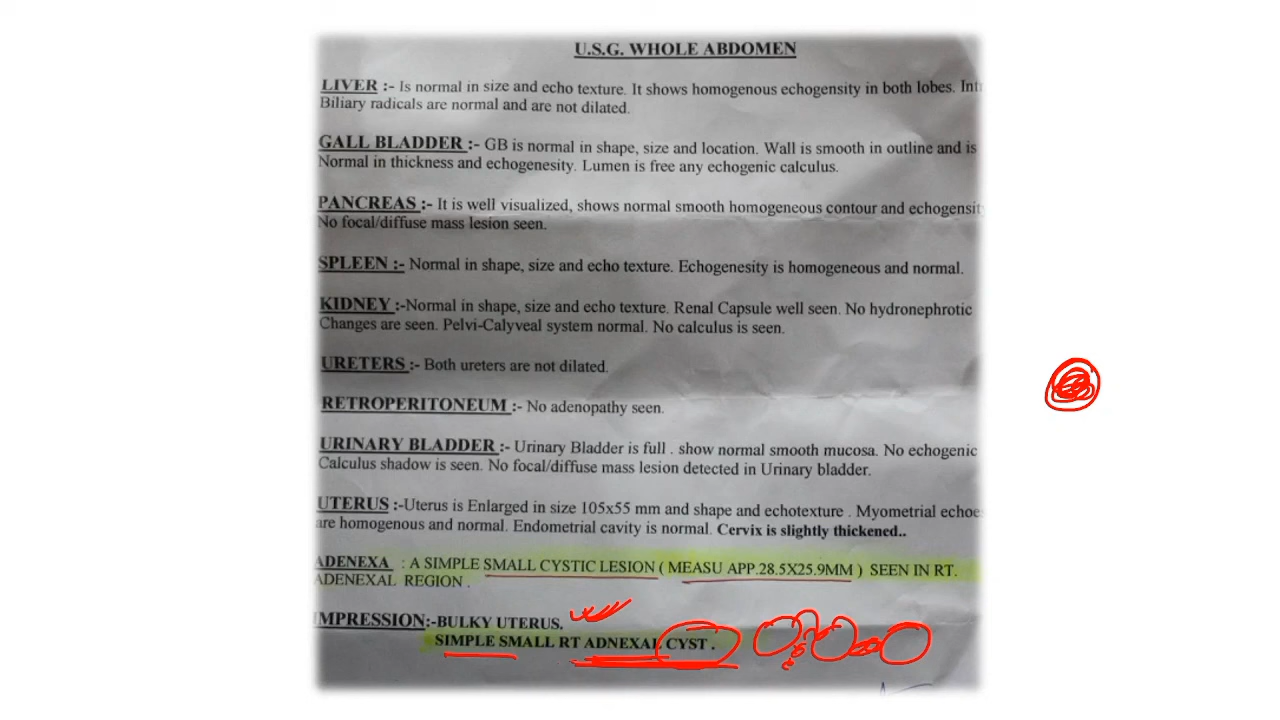 U.S.G. WHOLE ABDOMEN
LIVER :- Is normal in size and echo texture. It shows homogenous echogensity in both lobes. Int
Biliary radicals are normal and are not dilated.
GALL BLADDER :- GB is normal in shape, size and location. Wall is smooth in outline and is
Normal in thickness and echogenesity. Lumen is free any echogenic calculus.
PANCREAS :- It is well visualized, shows normal smooth homogeneous contour and echogensit
No focal/diffuse mass lesion seen.
SPLEEN :- Normal in shape, size and echo texture. Echogenesity is homogeneous and normal.
KIDNEY :-Normal in shape, size and echo texture. Renal Capsule well seen. No hydronephrotic
Changes are seen. Pelvi-Calyveal system normal. No calculus is seen.
URETERS :- Both ureters are not dilated.
RETROPERITONEUM :- No adenopathy seen.
URINARY BLADDER :- Urinary Bladder is full . show normal smooth mucosa. No echogenic
Calculus shadow is seen. No focal/diffuse mass lesion detected in Urinary bladder.
UTERUS :-Uterus is Enlarged in size 105x55 mm and shape and echotexture . Myometrial echoe
are homogenous and normal. Endometrial cavity is normal. Cervix is slightly thickened..
ADENEXA : A SIMPLE SMALL CYSTIC LESION ( MEASU APP.28.5X25.9MM ) SEEN IN RT.
ADENEXAL REGION .
IMPRESSION:-BULKY UTERUS.
SIMPLE SMALL RT ADNEXAL CYST .